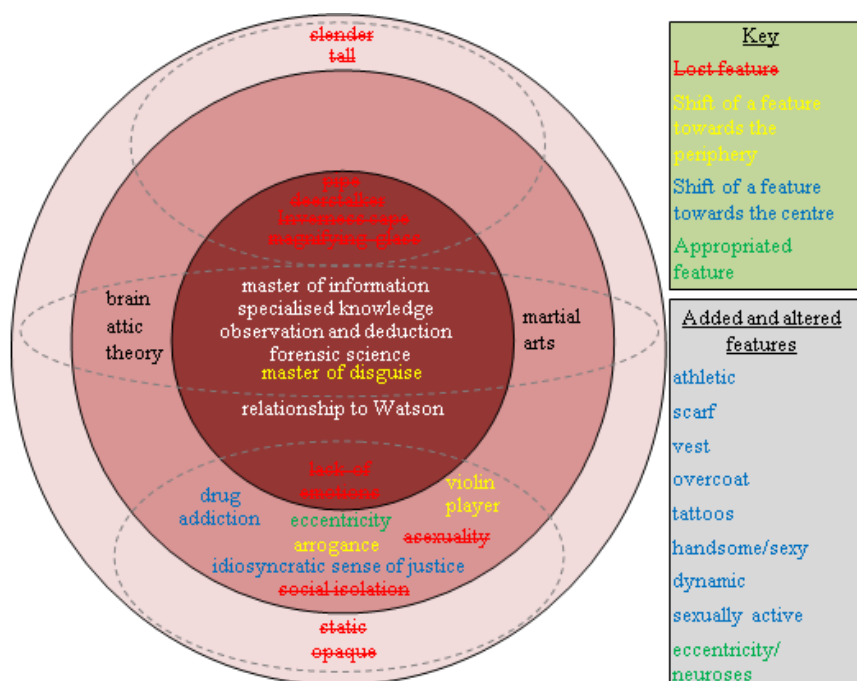 slender
tall
pipe
deerstalker
Inverness cape
magnifying glass
master of information
specialised knowledge
observation and deduction
forensic science
master of disguise
relationship to Watson
brain
attic
theory
martial
arts
lack of
emotions
drug
addiction
violin
player
eccentricity
arrogance
asexuality
idiosyncratic sense of justice
social isolation
static
opaque
Key
Lost feature
Shift of a feature
towards the
periphery
Shift of a feature
towards the centre
Appropriated
feature
Added and altered
features
athletic
scarf
vest
overcoat
tattoos
handsome/sexy
dynamic
sexually active
eccentricity/
neuroses